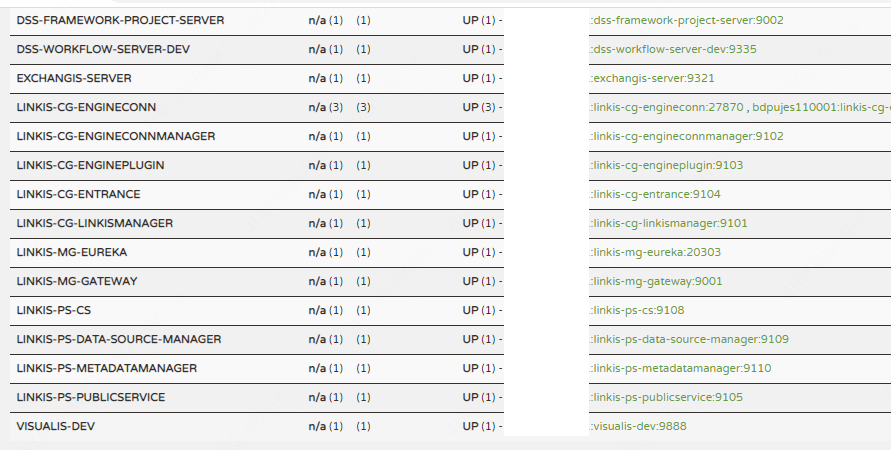 DSS-FRAMEWORK-PROJECT-SERVER n/a (1) (1) UP (1) - :dss-framework-project-server:9002
DSS-WORKFLOW-SERVER-DEV n/a (1) (1) UP (1) - :dss-workflow-server-dev:9335
EXCHANGIS-SERVER n/a (1) (1) UP (1) - :exchangis-server:9321
LINKIS-CG-ENGINECONN n/a (3) (3) UP (3) - :linkis-cg-engineconn:27870 , bdpujes110001:linkis-cg-
LINKIS-CG-ENGINECONNMANAGER n/a (1) (1) UP (1) - :linkis-cg-engineconnmanager:9102
LINKIS-CG-ENGINEPLUGIN n/a (1) (1) UP (1) - :linkis-cg-engineplugin:9103
LINKIS-CG-ENTRANCE n/a (1) (1) UP (1) - :linkis-cg-entrance:9104
LINKIS-CG-LINKISMANAGER n/a (1) (1) UP (1) - :linkis-cg-linkismanager:9101
LINKIS-MG-EUREKA n/a (1) (1) UP (1) - :linkis-mg-eureka:20303
LINKIS-MG-GATEWAY n/a (1) (1) UP (1) - :linkis-mg-gateway:9001
LINKIS-PS-CS n/a (1) (1) UP (1) - :linkis-ps-cs:9108
LINKIS-PS-DATA-SOURCE-MANAGER n/a (1) (1) UP (1) - :linkis-ps-data-source-manager:9109
LINKIS-PS-METADATAMANAGER n/a (1) (1) UP (1) - :linkis-ps-metadatamanager:9110
LINKIS-PS-PUBLICSERVICE n/a (1) (1) UP (1) - :linkis-ps-publicservice:9105
VISUALIS-DEV n/a (1) (1) UP (1) - :visualis-dev:9888